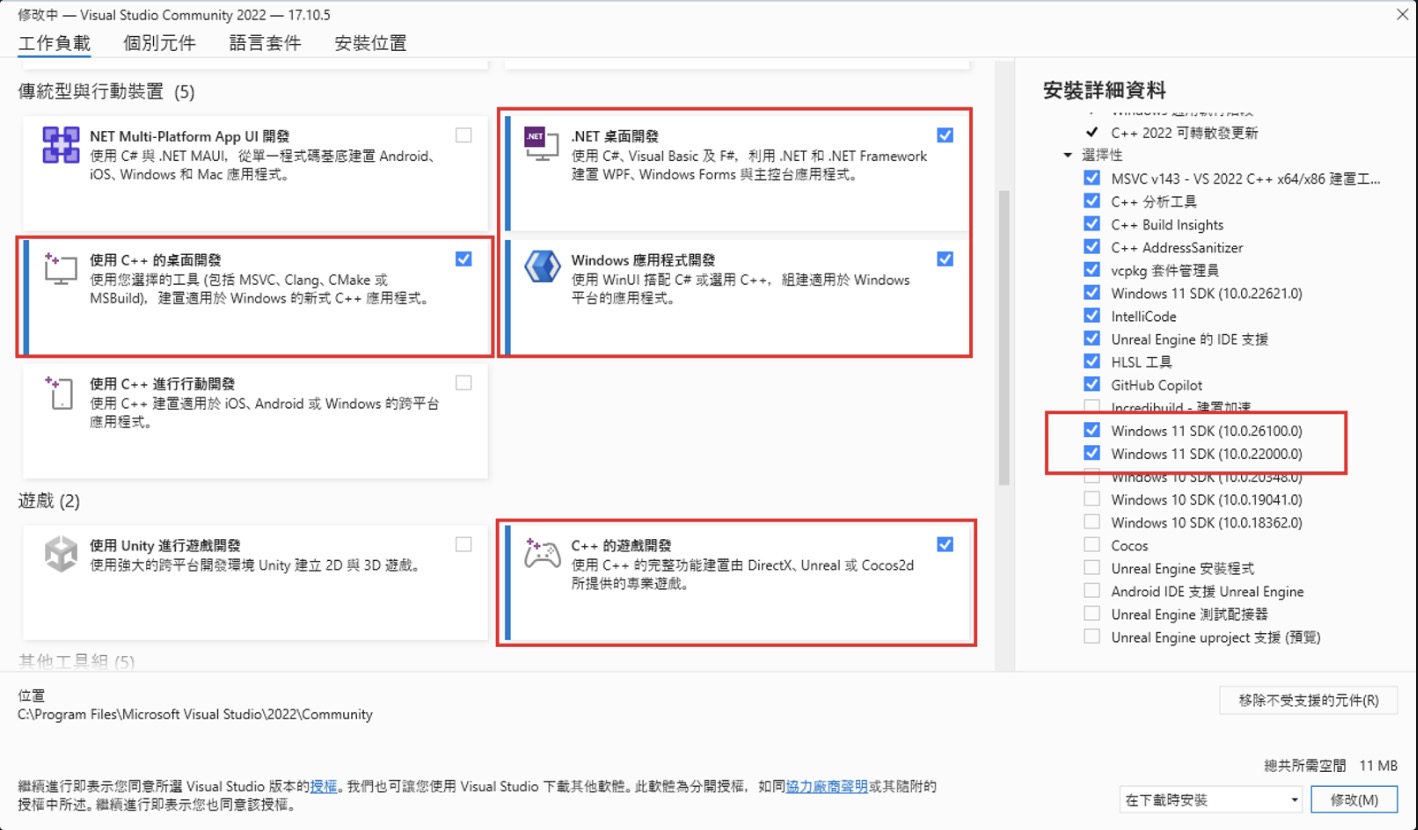 修改中 — Visual Studio Community 2022 — 17.10.5
工作負載 個別元件 語言套件 安裝位置
傳統型與行動裝置 (5)
NET Multi-Platform App UI 開發
使用 C# 與 .NET MAUI，從單一程式碼基底建置 Android、
iOS、Windows 和 Mac 應用程式。
.NET
.NET 桌面開發
使用 C#、Visual Basic 及 F#，利用 .NET 和 .NET Framework
建置 WPF、Windows Forms 與主控台應用程式。
使用 C++ 的桌面開發
使用您選擇的工具 (包括 MSVC、Clang、CMake 或
MSBuild)，建置適用於 Windows 的新式 C++ 應用程式。
Windows 應用程式開發
使用 WinUI 搭配 C# 或選用 C++，組建適用於 Windows
平台的應用程式。
使用 C++ 進行行動開發
使用 C++ 建置適用於 iOS、Android 或 Windows 的跨平台
應用程式。
遊戲 (2)
使用 Unity 進行遊戲開發
使用強大的跨平台開發環境 Unity 建立 2D 與 3D 遊戲。
C++ 的遊戲開發
使用 C++ 的完整功能建置由 DirectX、Unreal 或 Cocos2d
所提供的專業遊戲。
其他工具組 (5)
安裝詳細資料
C++ 2022 可轉散發更新
選擇性
MSVC v143 - VS 2022 C++ x64/x86 建置工...
C++ 分析工具
C++ Build Insights
C++ AddressSanitizer
vcpkg 套件管理員
Windows 11 SDK (10.0.22621.0)
IntelliCode
Unreal Engine 的 IDE 支援
HLSL 工具
GitHub Copilot
Incredibuild - 建置加速
Windows 11 SDK (10.0.26100.0)
Windows 11 SDK (10.0.22000.0)
Windows 10 SDK (10.0.20348.0)
Windows 10 SDK (10.0.19041.0)
Windows 10 SDK (10.0.18362.0)
Cocos
Unreal Engine 安裝程式
Android IDE 支援 Unreal Engine
Unreal Engine 測試配接器
Unreal Engine uproject 支援 (預覽)
位置
C:\Program Files\Microsoft Visual Studio\2022\Community
移除不受支援的元件(R)
總共所需空間 11 MB
繼續進行即表示您同意所選 Visual Studio 版本的授權。我們也可讓您使用 Visual Studio 下載其他軟體。此軟體為分開授權，如同協力廠商聲明或其隨附的
授權中所述。繼續進行即表示您也同意該授權。
在下載時安裝
修改(M)